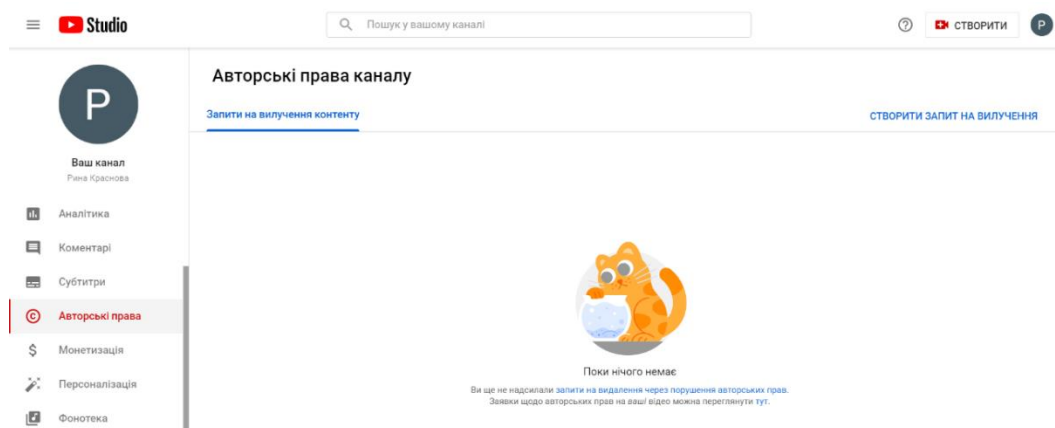 Studio
Пошук у вашому каналі
СТВОРИТИ
P
P
Ваш канал
Рина Краснова
Аналітика
Коментарі
Субтитри
Авторські права
Монетизація
Персоналізація
Фонотека
Авторські права каналу
Запити на вилучення контенту
СТВОРИТИ ЗАПИТ НА ВИЛУЧЕННЯ
Поки нічого немає
Ви ще не надсилали запити на видалення через порушення авторських прав.
Заявки щодо авторських прав на ваші відео можна переглянути тут.